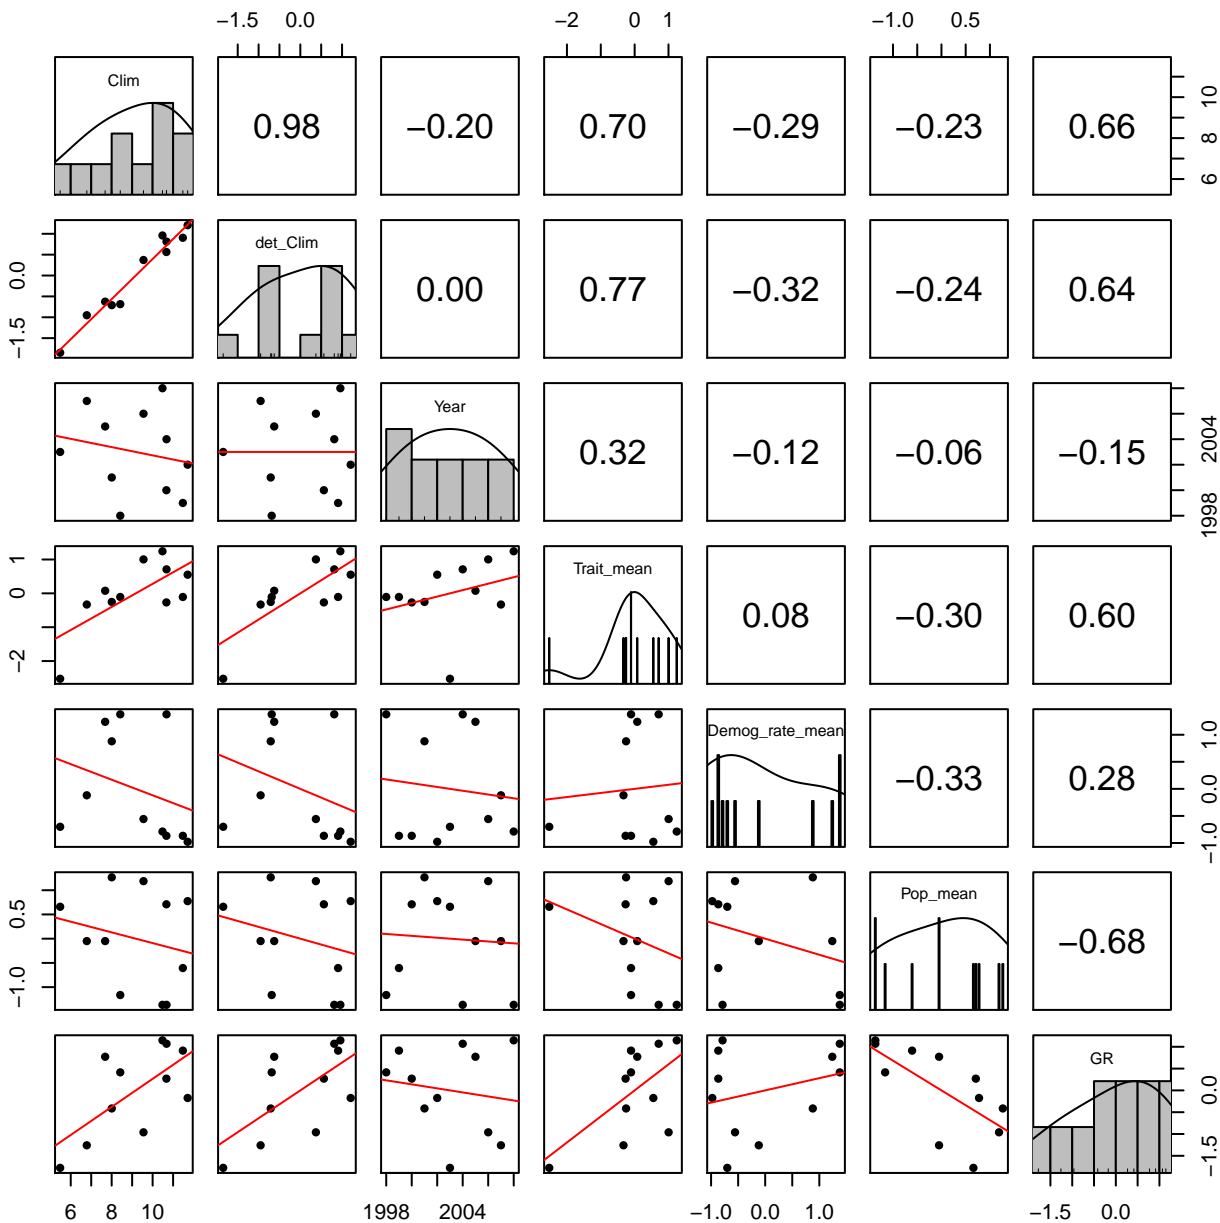 −1.5 0.0 −2 0 1 −1.0 0.5
Clim 0.98 −0.20 0.70 −0.29 −0.23 0.66 6 8 10
−1.5 0.0 det_Clim 0.00 0.77 −0.32 −0.24 0.64
Year 0.32 −0.12 −0.06 −0.15 1998 2004
−2 0 1 Trait_mean 0.08 −0.30 0.60
Demog_rate_mean −0.33 0.28 −1.0 0.0 1.0
−1.0 0.5 Pop_mean −0.68
GR −1.5 0.0
6 8 10 1998 2004 −1.0 0.0 1.0 −1.5 0.0